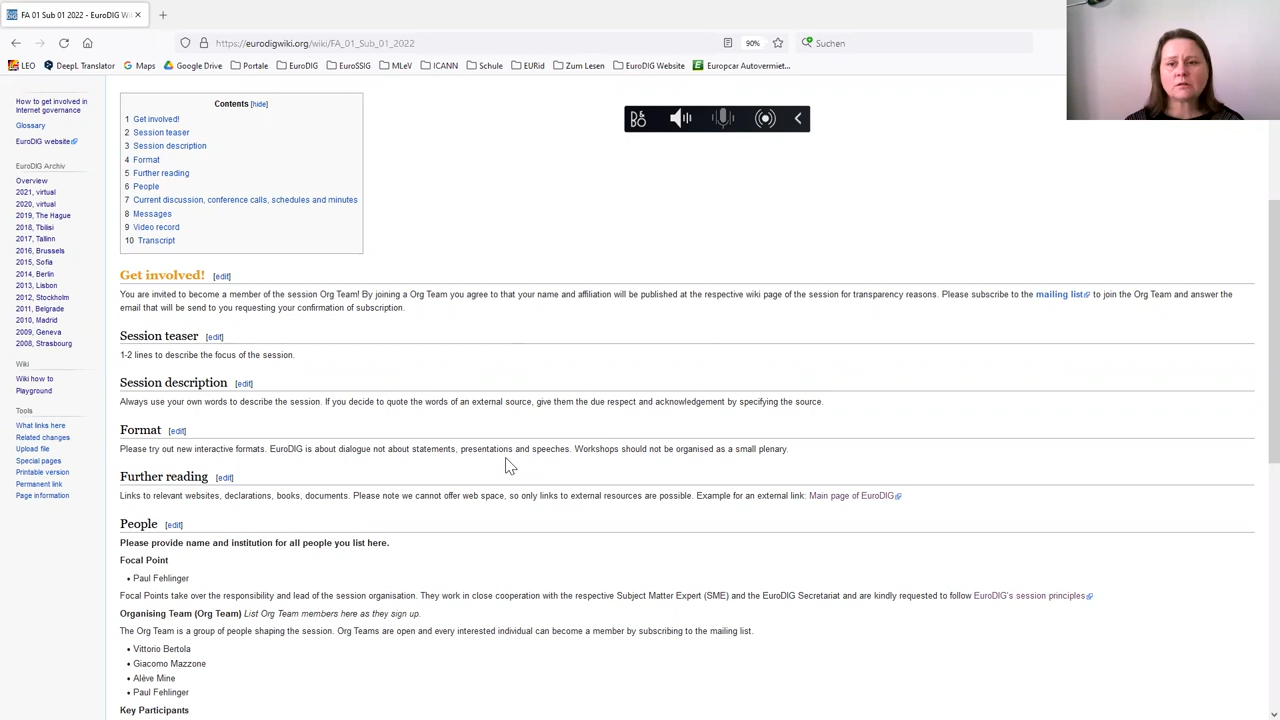 FA 01 Sub 01 2022 - EuroDIG Wi
https://eurodigwiki.org/wiki/FA_01_Sub_01_2022
90%
Suchen
LEO
DeepL Translator
Maps
Google Drive
Portale
EuroDIG
EuroSSIG
MLeV
ICANN
Schule
EURid
Zum Lesen
EuroDIG Website
Europcar Autovermiet...
How to get involved in
Internet governance
Glossary
EuroDIG website
EuroDIG Archiv
Overview
2021, virtual
2020, virtual
2019, The Hague
2018, Tbilisi
2017, Tallinn
2016, Brussels
2015, Sofia
2014, Berlin
2013, Lisbon
2012, Stockholm
2011, Belgrade
2010, Madrid
2009, Geneva
2008, Strasbourg
Wiki
Wiki how to
Playground
Tools
What links here
Related changes
Upload file
Special pages
Printable version
Permanent link
Page information
Contents [hide]
1 Get involved!
2 Session teaser
3 Session description
4 Format
5 Further reading
6 People
7 Current discussion, conference calls, schedules and minutes
8 Messages
9 Video record
10 Transcript
Get involved! [edit]
You are invited to become a member of the session Org Team! By joining a Org Team you agree to that your name and affiliation will be published at the respective wiki page of the session for transparency reasons. Please subscribe to the mailing list to join the Org Team and answer the
email that will be send to you requesting your confirmation of subscription.
Session teaser [edit]
1-2 lines to describe the focus of the session.
Session description [edit]
Always use your own words to describe the session. If you decide to quote the words of an external source, give them the due respect and acknowledgement by specifying the source.
Format [edit]
Please try out new interactive formats. EuroDIG is about dialogue not about statements, presentations and speeches. Workshops should not be organised as a small plenary.
Further reading [edit]
Links to relevant websites, declarations, books, documents. Please note we cannot offer web space, so only links to external resources are possible. Example for an external link: Main page of EuroDIG
People [edit]
Please provide name and institution for all people you list here.
Focal Point
• Paul Fehlinger
Focal Points take over the responsibility and lead of the session organisation. They work in close cooperation with the respective Subject Matter Expert (SME) and the EuroDIG Secretariat and are kindly requested to follow EuroDIG's session principles
Organising Team (Org Team) List Org Team members here as they sign up.
The Org Team is a group of people shaping the session. Org Teams are open and every interested individual can become a member by subscribing to the mailing list.
• Vittorio Bertola
• Giacomo Mazzone
• Alève Mine
• Paul Fehlinger
Key Participants